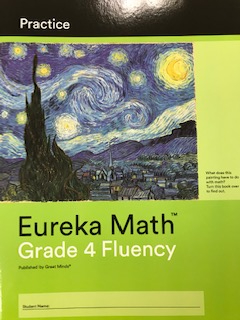 Practice
What does this
painting have to do
with math?
Turn this book over
to find out.
Eureka Math™
Grade 4 Fluency
Published by Great Minds®
Student Name: